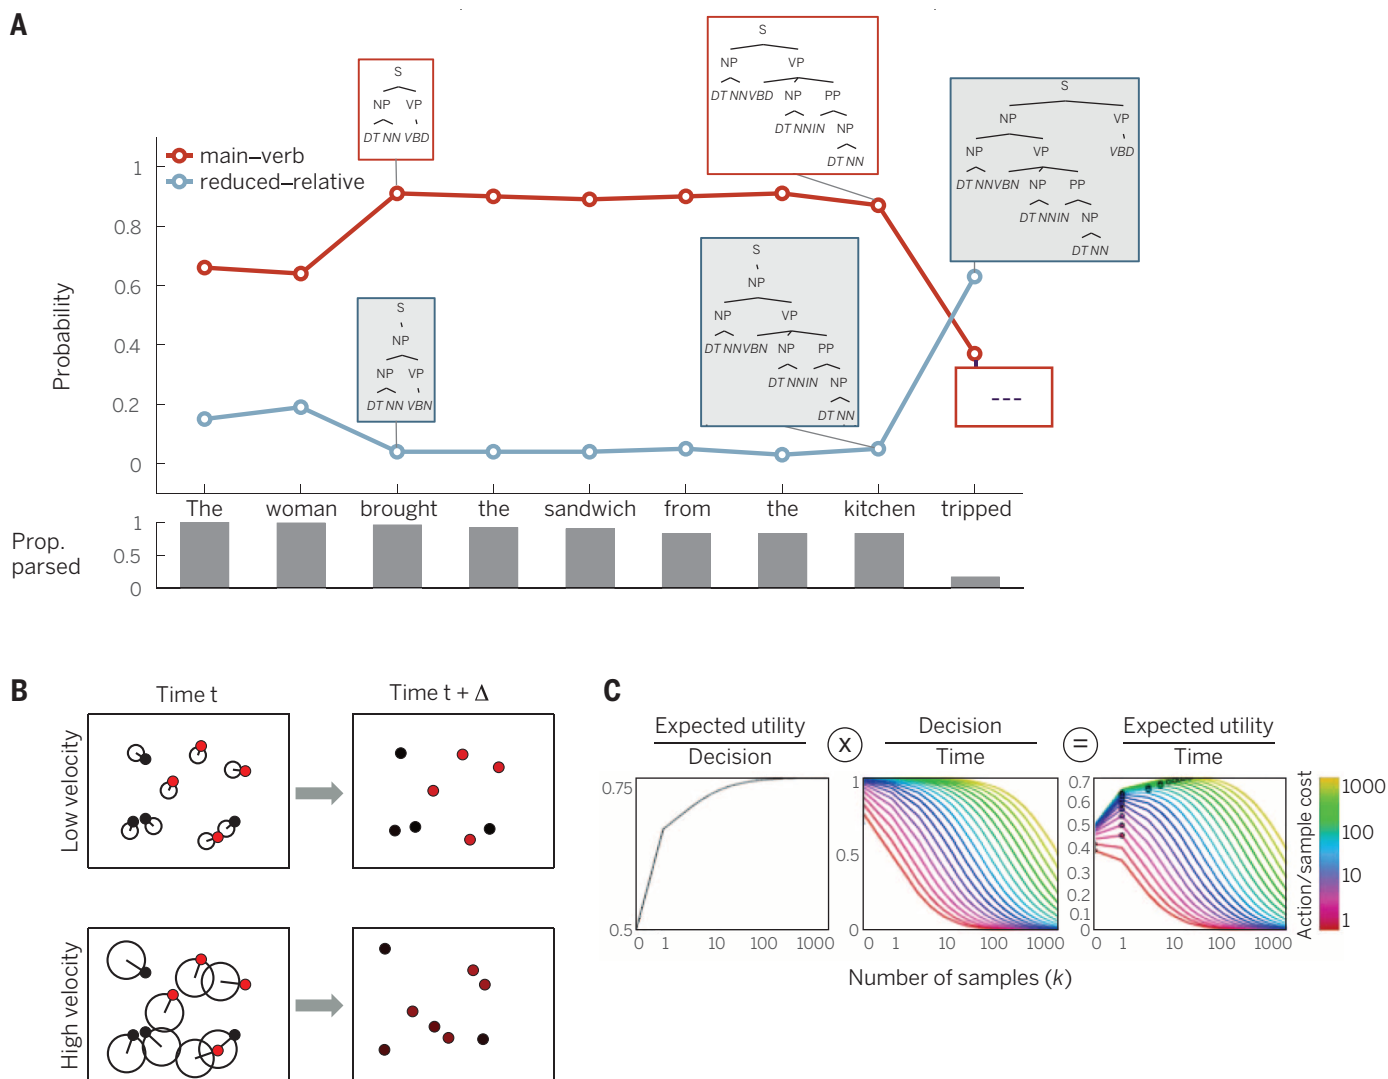 A
S
NP VP
DT NN VBD
S
NP VP
DT NN VBD NP PP
DT NN IN NP
DT NN
S
NP VP
NP VP VBD
DT NN VBN NP PP
DT NN IN NP
DT NN
main–verb
reduced–relative
S
NP
NP VP
DT NN VBN
S
NP
NP VP
DT NN VBN NP PP
DT NN IN NP
DT NN
---
Probability
1
0.8
0.6
0.4
0.2
0
The woman brought the sandwich from the kitchen tripped
Prop.
parsed
1
0.5
0
B
Time t Time t + Δ
Low velocity
High velocity
C
Expected utility
Decision
x
Decision
Time
=
Expected utility
Time
0.75
0.5
0 1 10 100 1000
1
0.5
0
0 1 10 100 1000
0.7
0.6
0.5
0.4
0.3
0.2
0.1
0
0 1 10 100 1000
Number of samples (k)
Action/sample cost
1000
100
10
1